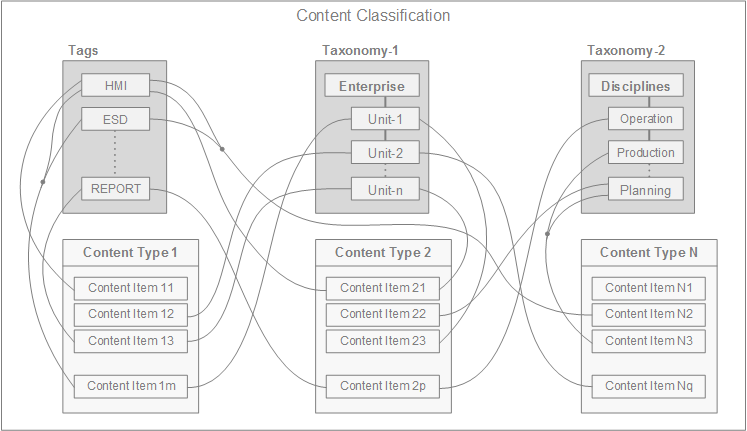 Content Classification
Tags
HMI
ESD
REPORT
Taxonomy-1
Enterprise
Unit-1
Unit-2
Unit-n
Taxonomy-2
Disciplines
Operation
Production
Planning
Content Type 1
Content Item 11
Content Item 12
Content Item 13
Content Item 1m
Content Type 2
Content Item 21
Content Item 22
Content Item 23
Content Item 2p
Content Type N
Content Item N1
Content Item N2
Content Item N3
Content Item Nq